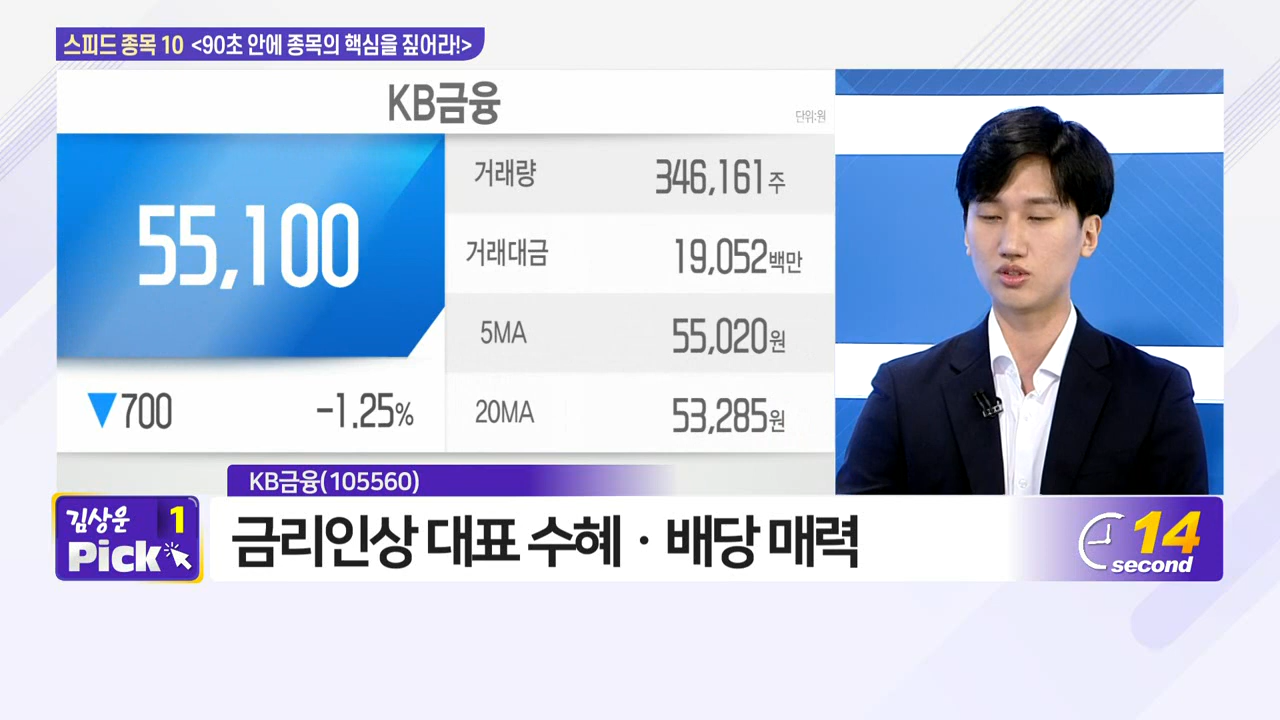 스피드 종목 10 <90초 안에 종목의 핵심을 짚어라!>
KB금융
단위:원
55,100
▼700 -1.25%
거래량 346,161주
거래대금 19,052백만
5MA 55,020원
20MA 53,285원
KB금융(105560)
김상운 1
Pick
금리인상 대표 수혜 · 배당 매력
14
second